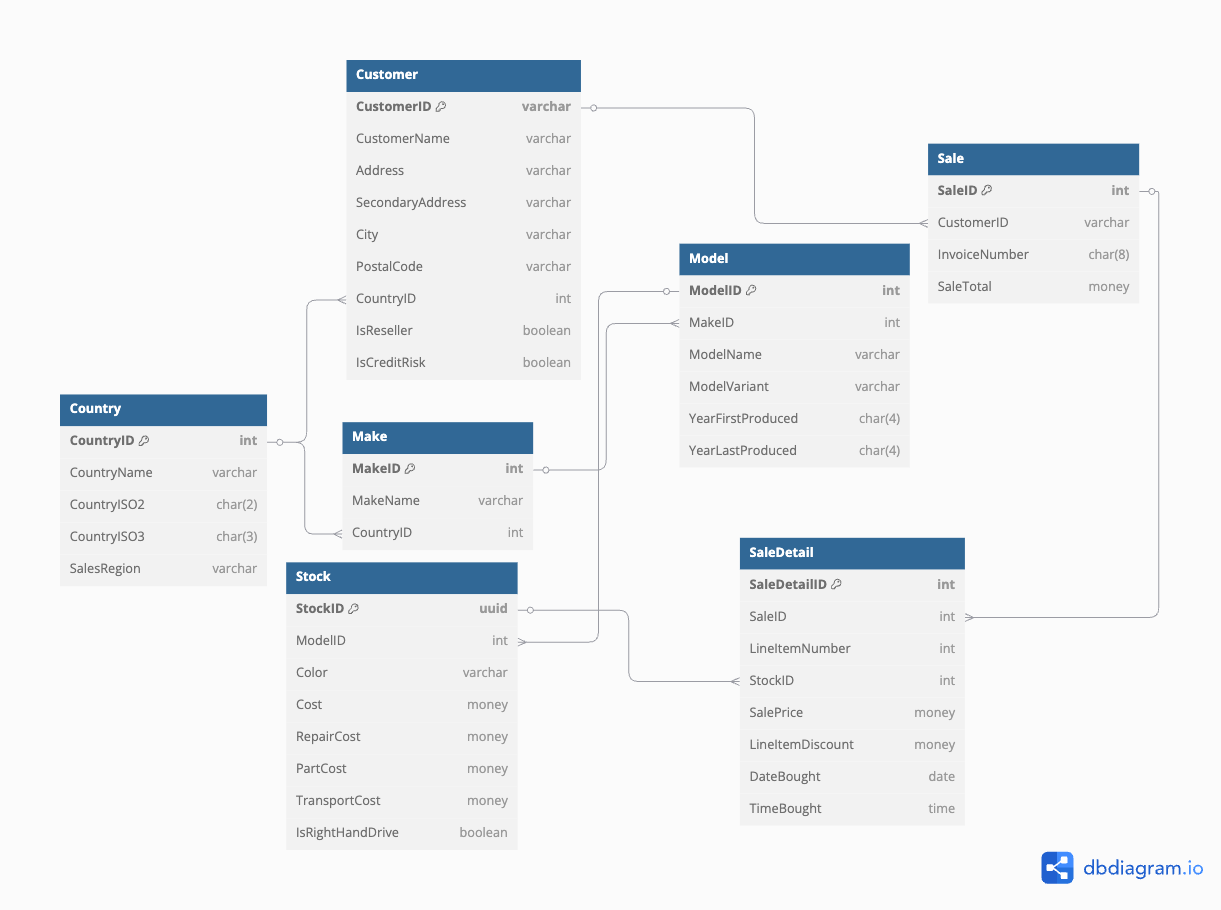 Customer
CustomerID varchar
CustomerName varchar
Address varchar
SecondaryAddress varchar
City varchar
PostalCode varchar
CountryID int
IsReseller boolean
IsCreditRisk boolean
Sale
SaleID int
CustomerID varchar
InvoiceNumber char(8)
SaleTotal money
Model
ModelID int
MakeID int
ModelName varchar
ModelVariant varchar
YearFirstProduced char(4)
YearLastProduced char(4)
Country
CountryID int
CountryName varchar
CountryISO2 char(2)
CountryISO3 char(3)
SalesRegion varchar
Make
MakeID int
MakeName varchar
CountryID int
Stock
StockID uuid
ModelID int
Color varchar
Cost money
RepairCost money
PartCost money
TransportCost money
IsRightHandDrive boolean
SaleDetail
SaleDetailID int
SaleID int
LineItemNumber int
StockID int
SalePrice money
LineItemDiscount money
DateBought date
TimeBought time
dbdiagram.io